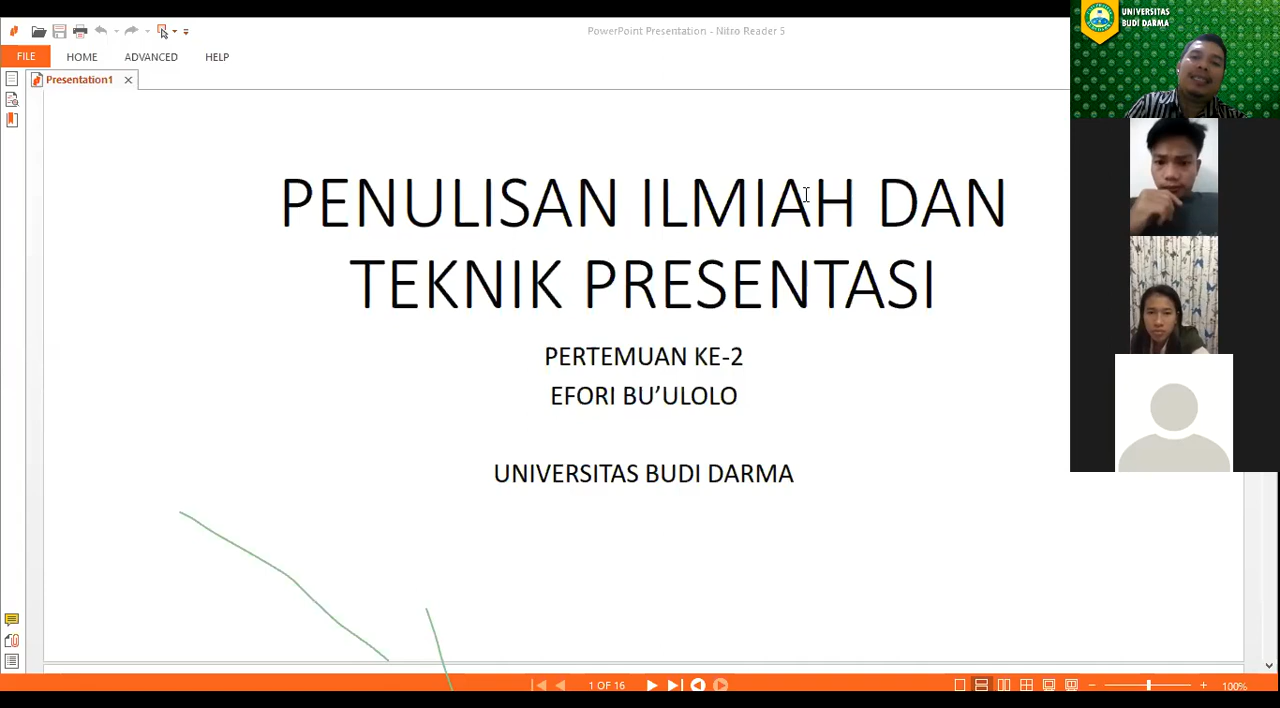 PowerPoint Presentation - Nitro Reader 5
UNIVERSITAS
BUDI DARMA
FILE HOME ADVANCED HELP
Presentation1
PENULISAN ILMIAH DAN
TEKNIK PRESENTASI
PERTEMUAN KE-2
EFORI BU’ULOLO
UNIVERSITAS BUDI DARMA
1 OF 16
100%